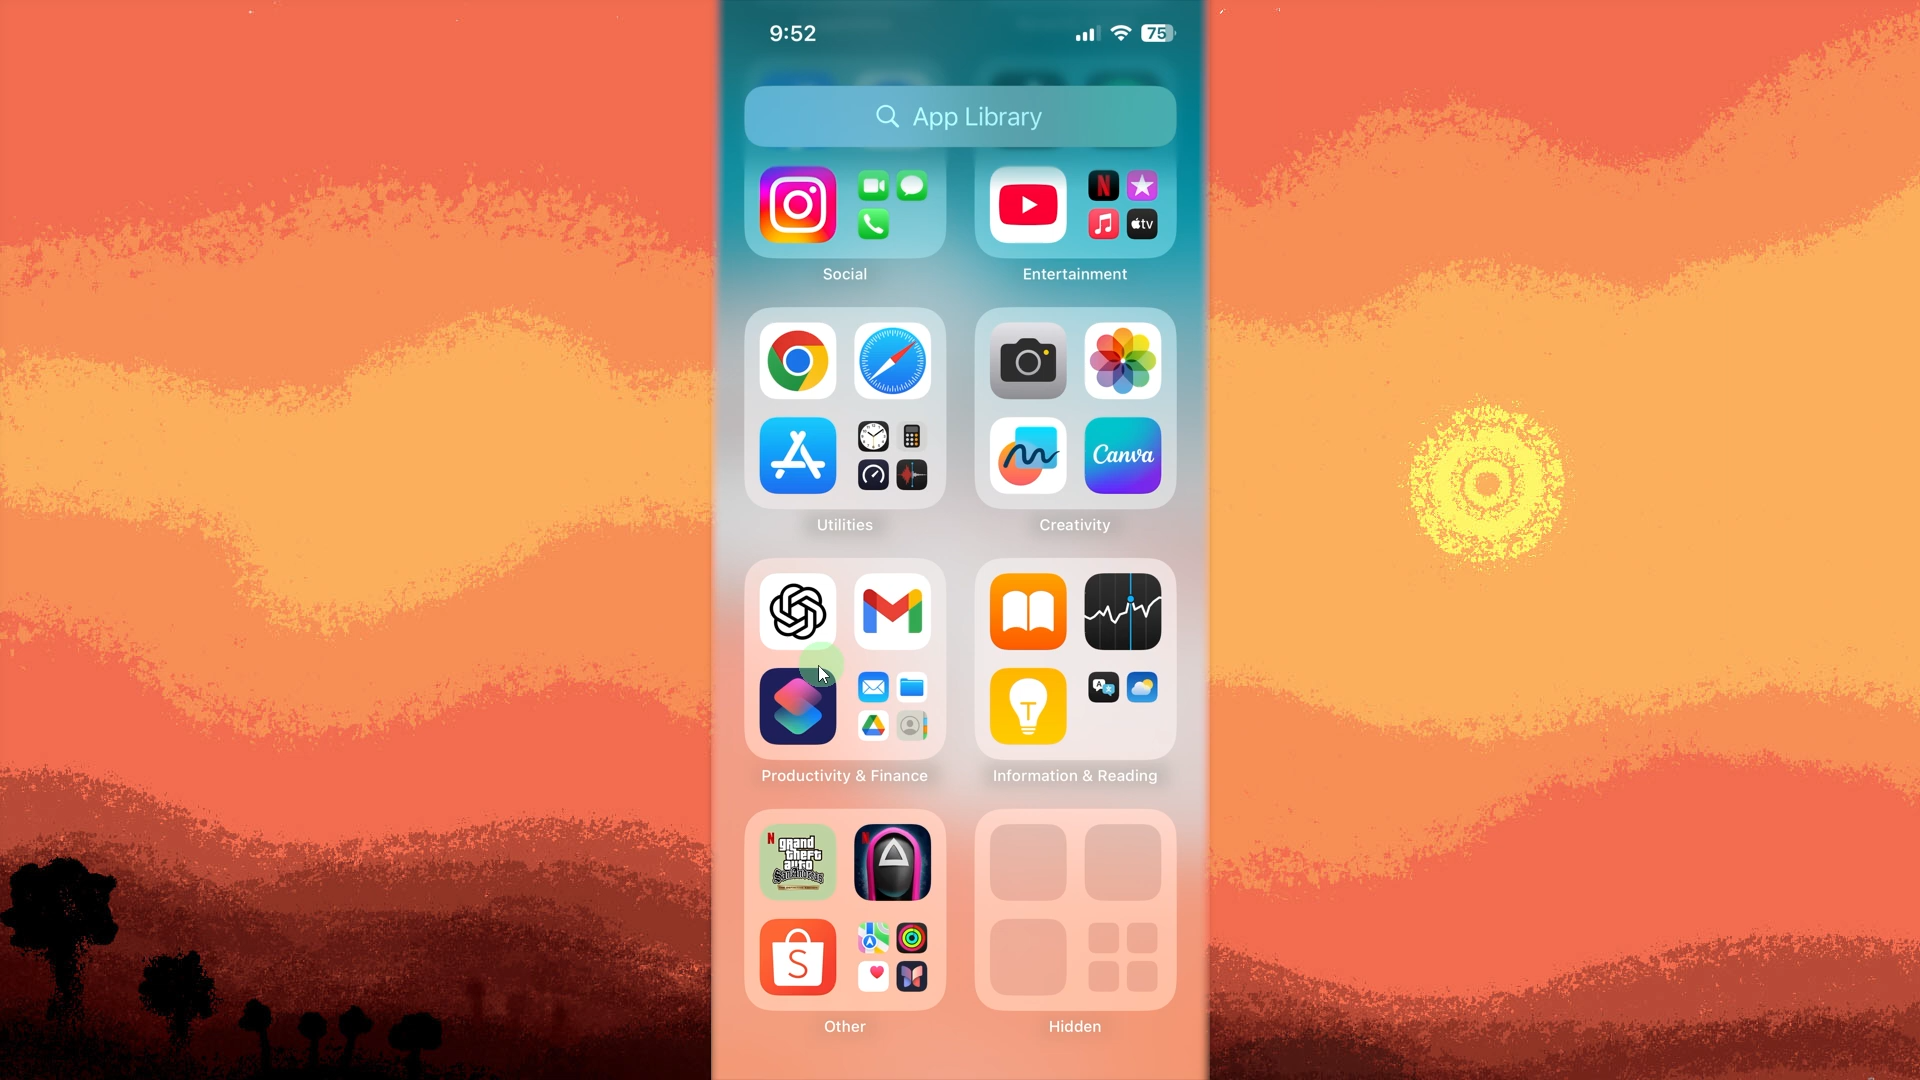 9:52
75
App Library
N
tv
Social
Entertainment
Canva
Utilities
Creativity
T
A
Productivity & Finance
Information & Reading
N
grand
theft
auto
San Andreas
N
S
Other
Hidden